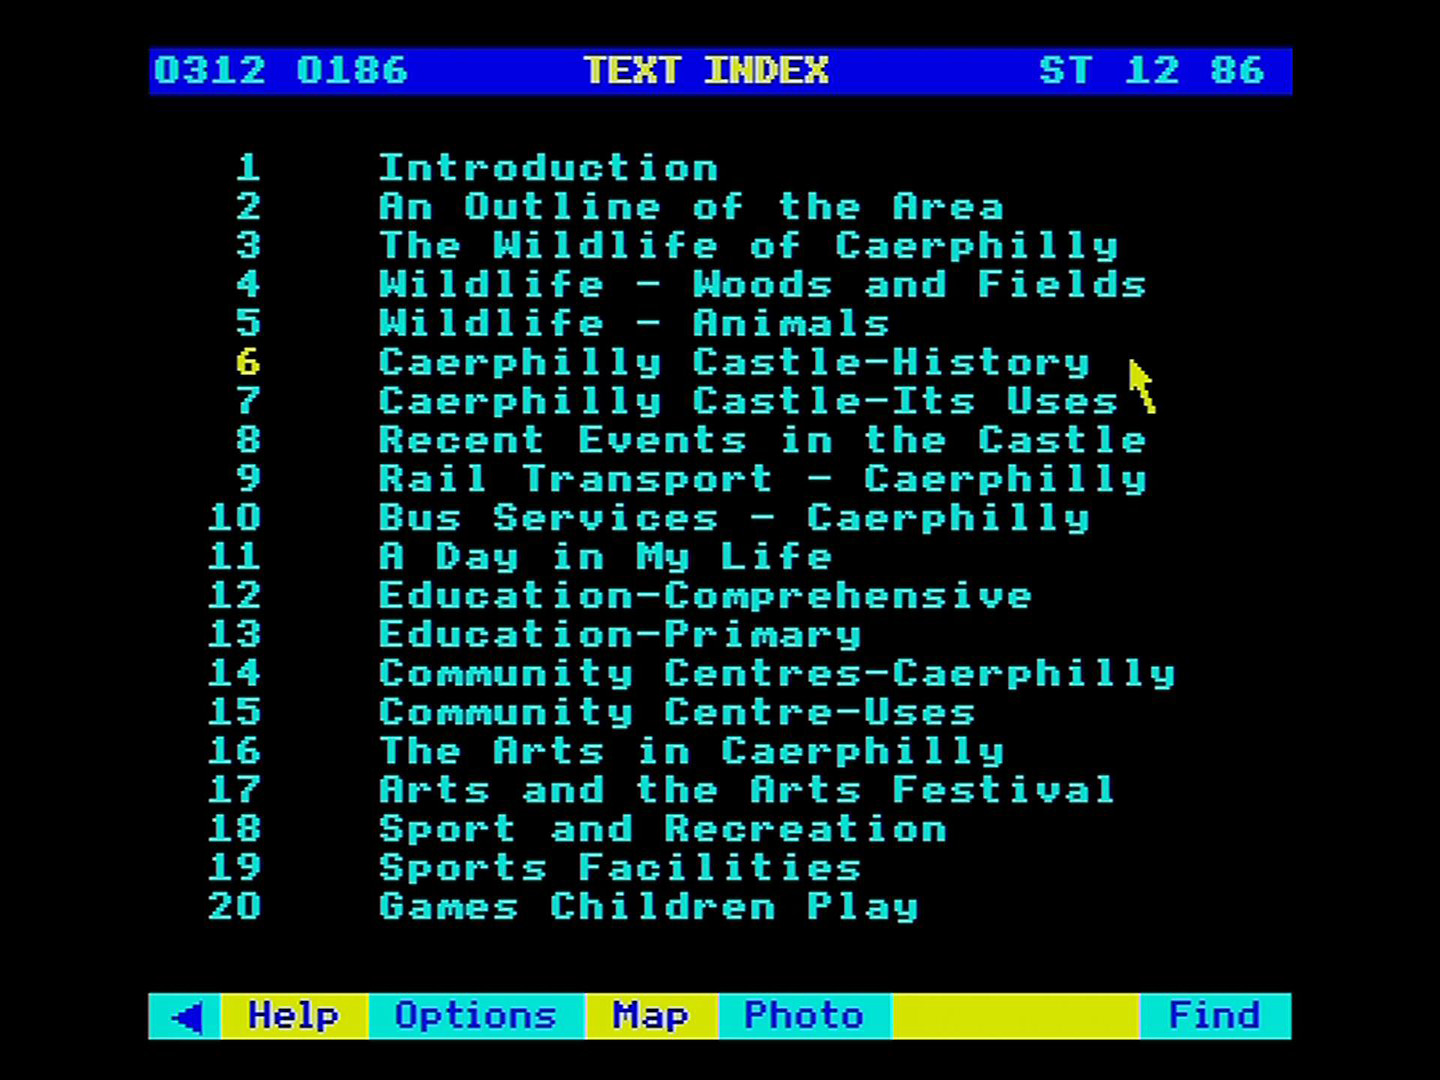 0312 0186 TEXT INDEX ST 12 86
1 Introduction
2 An Outline of the Area
3 The Wildlife of Caerphilly
4 Wildlife - Woods and Fields
5 Wildlife - Animals
6 Caerphilly Castle-History
7 Caerphilly Castle-Its Uses
8 Recent Events in the Castle
9 Rail Transport - Caerphilly
10 Bus Services - Caerphilly
11 A Day in My Life
12 Education-Comprehensive
13 Education-Primary
14 Community Centres-Caerphilly
15 Community Centre-Uses
16 The Arts in Caerphilly
17 Arts and the Arts Festival
18 Sport and Recreation
19 Sports Facilities
20 Games Children Play
Help Options Map Photo Find